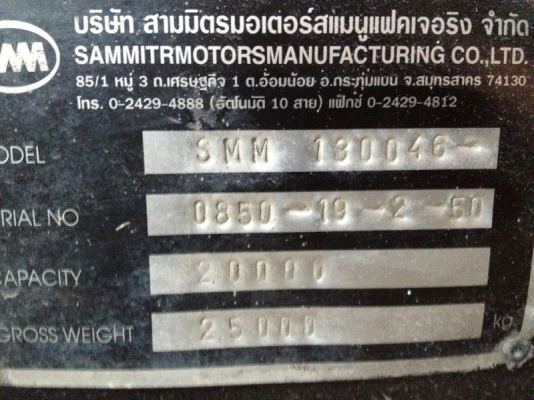 บริษัท สามมิตรมอเตอร์สแมนูแฟคเจอริง จำกัด
SMM
SAMMITRMOTORSMANUFACTURING CO.,LTD.
85/1 หมู่ 3 ถ.เศรษฐกิจ 1 ต.อ้อมน้อย อ.กระทุ่มแบน จ.สมุทรสาคร 74130
โทร. 0-2429-4888 (อัตโนมัติ 10 สาย) แฟ็กซ์ 0-2429-4812
ODEL SMM 130046-
RIAL NO 0850-19-2-50
CAPACITY 20000
GROSS WEIGHT 25000 kg